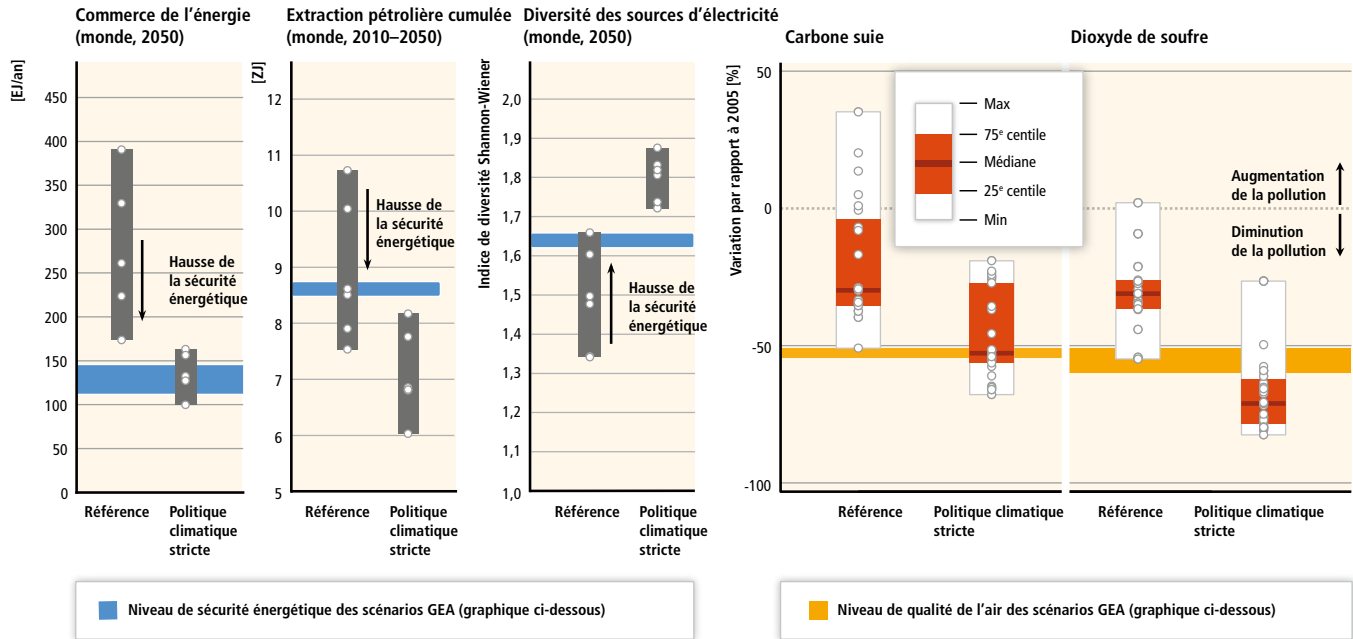 Commerce de l'énergie
(monde, 2050)
[EJ/an]
450
400
350
300
250
200
150
100
50
0
Hausse de
la sécurité
énergétique
Référence
Politique
climatique
stricte
Extraction pétrolière cumulée
(monde, 2010–2050)
[ZJ]
12
11
10
9
8
7
6
5
Hausse de
la sécurité
énergétique
Référence
Politique
climatique
stricte
Diversité des sources d'électricité
(monde, 2050)
Indice de diversité Shannon-Wiener
2,0
1,9
1,8
1,7
1,6
1,5
1,4
1,3
1,2
1,1
1,0
Hausse de
la sécurité
énergétique
Référence
Politique
climatique
stricte
Niveau de sécurité énergétique des scénarios GEA (graphique ci-dessous)
Carbone suie
Dioxyde de soufre
Variation par rapport à 2005 [%]
50
0
-50
-100
Max
75e centile
Médiane
25e centile
Min
Augmentation
de la pollution
Diminution
de la pollution
Référence
Politique climatique
stricte
Référence
Politique climatique
stricte
Niveau de qualité de l'air des scénarios GEA (graphique ci-dessous)